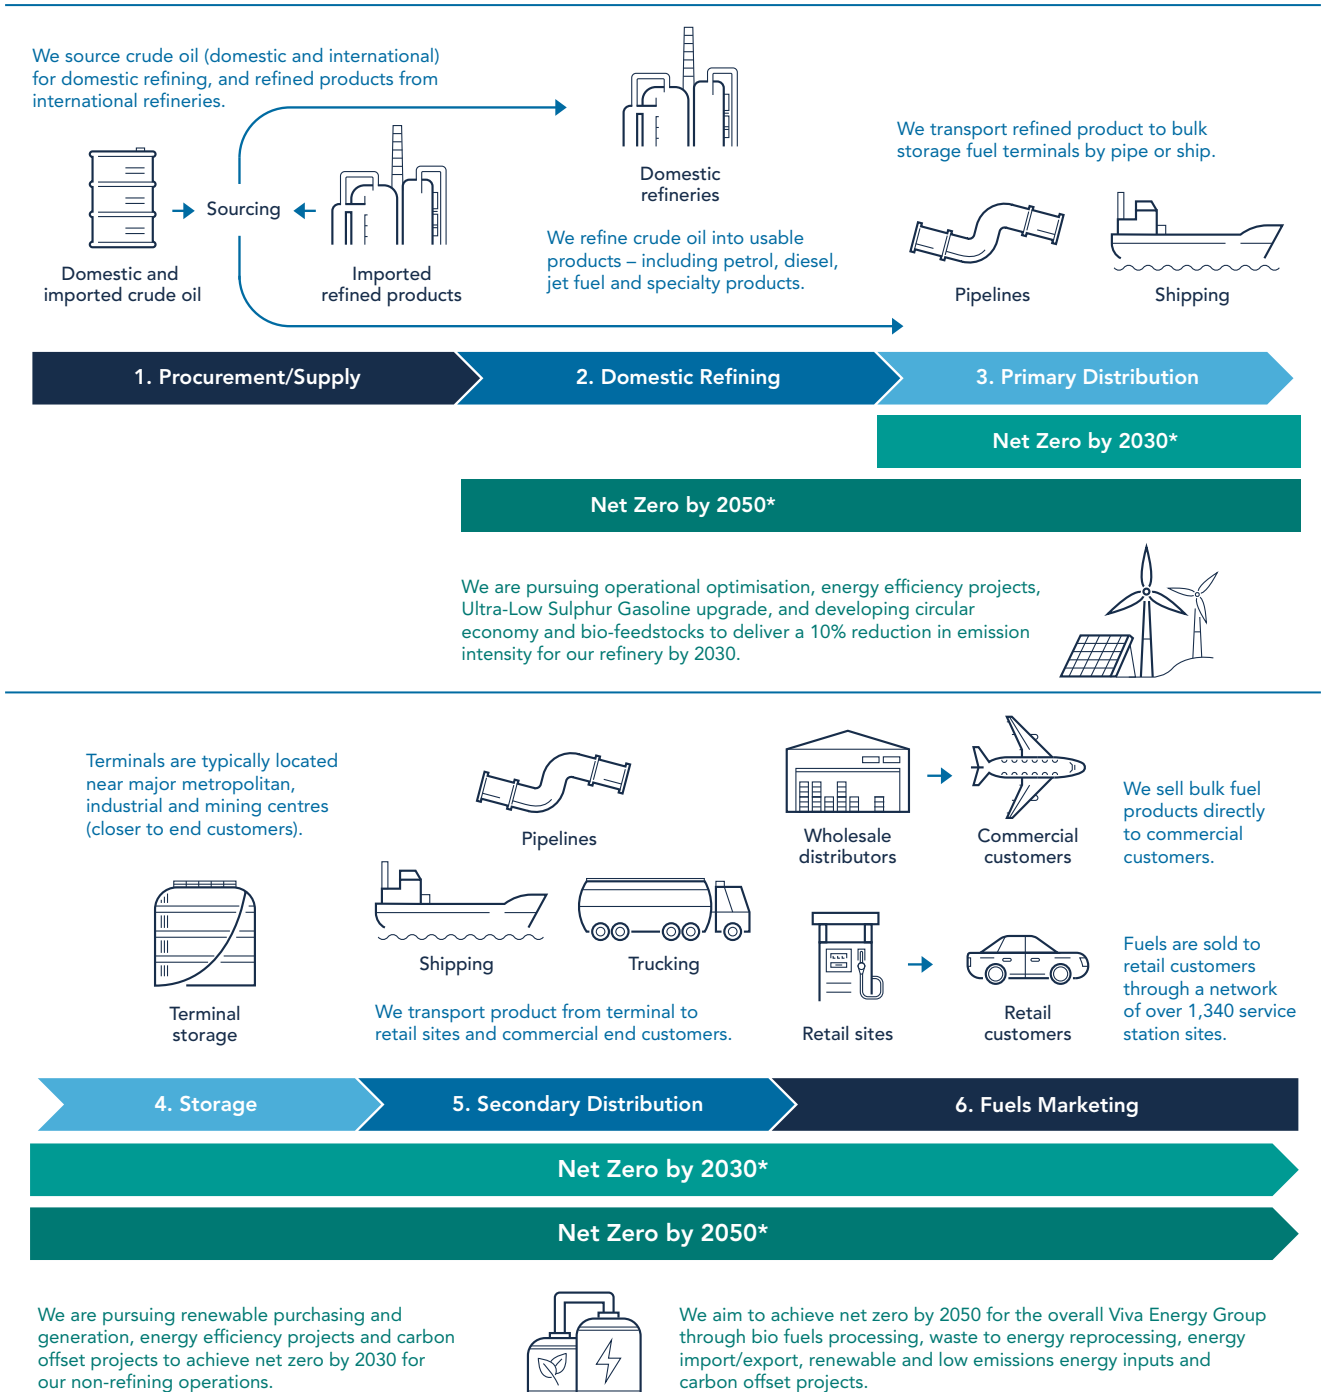 We source crude oil (domestic and international)
for domestic refining, and refined products from
international refineries.
Domestic and
imported crude oil
Sourcing
Imported
refined products
Domestic
refineries
We refine crude oil into usable
products – including petrol, diesel,
jet fuel and specialty products.
We transport refined product to bulk
storage fuel terminals by pipe or ship.
Pipelines
Shipping
1. Procurement/Supply
2. Domestic Refining
3. Primary Distribution
Net Zero by 2030*
Net Zero by 2050*
We are pursuing operational optimisation, energy efficiency projects,
Ultra-Low Sulphur Gasoline upgrade, and developing circular
economy and bio-feedstocks to deliver a 10% reduction in emission
intensity for our refinery by 2030.
Terminals are typically located
near major metropolitan,
industrial and mining centres
(closer to end customers).
Terminal
storage
Pipelines
Shipping
Trucking
We transport product from terminal to
retail sites and commercial end customers.
Wholesale
distributors
Commercial
customers
We sell bulk fuel
products directly
to commercial
customers.
Retail sites
Retail
customers
Fuels are sold to
retail customers
through a network
of over 1,340 service
station sites.
4. Storage
5. Secondary Distribution
6. Fuels Marketing
Net Zero by 2030*
Net Zero by 2050*
We are pursuing renewable purchasing and
generation, energy efficiency projects and carbon
offset projects to achieve net zero by 2030 for
our non-refining operations.
We aim to achieve net zero by 2050 for the overall Viva Energy Group
through bio fuels processing, waste to energy reprocessing, energy
import/export, renewable and low emissions energy inputs and
carbon offset projects.